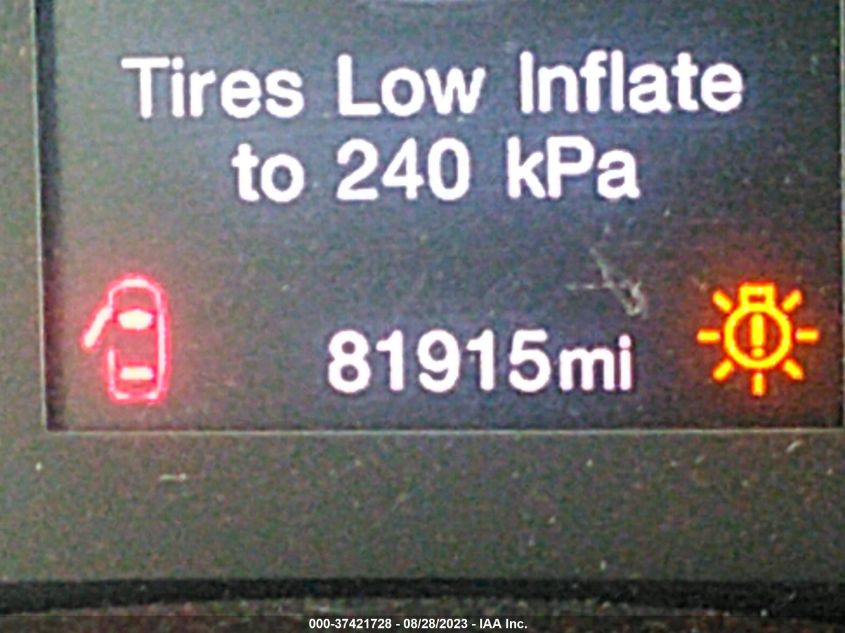 Tires Low Inflate
to 240 kPa
81915mi
000-37421728 - 08/28/2023 - IAA Inc.